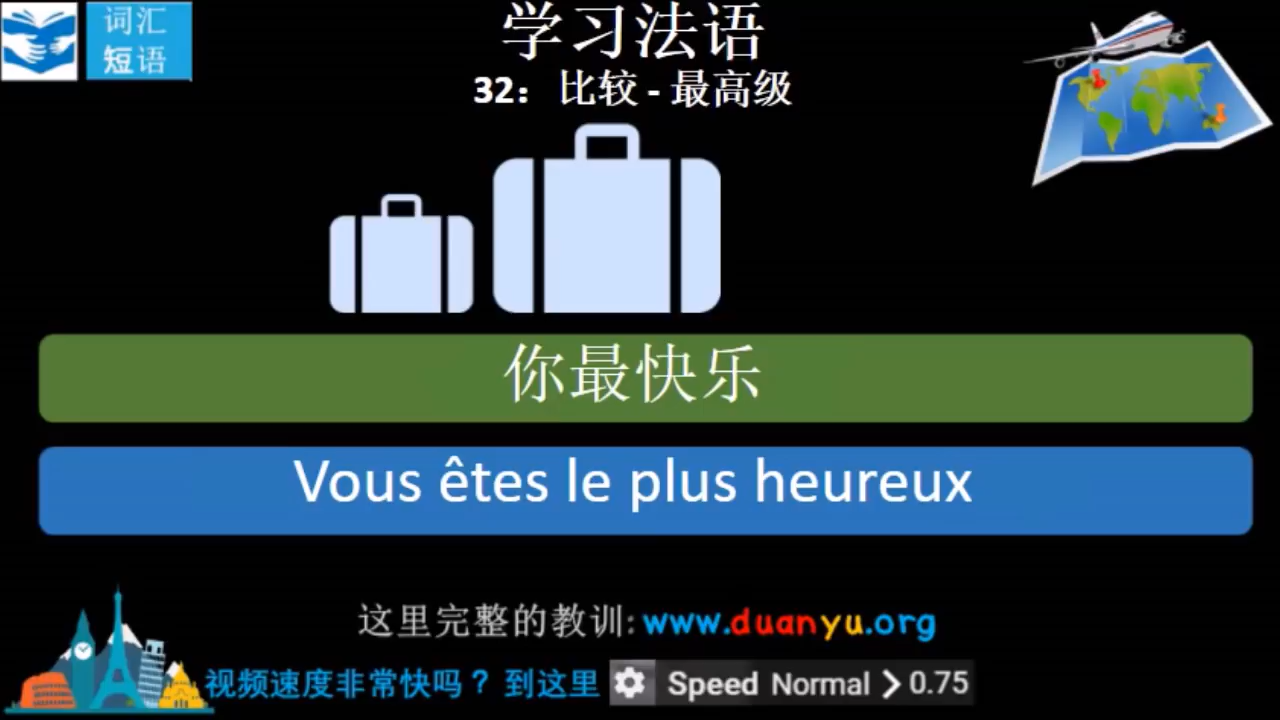 词汇
短语
学习法语
32：比较 - 最高级
你最快乐
Vous êtes le plus heureux
这里完整的教训: www.duanyu.org
视频速度非常快吗？ 到这里 Speed Normal > 0.75